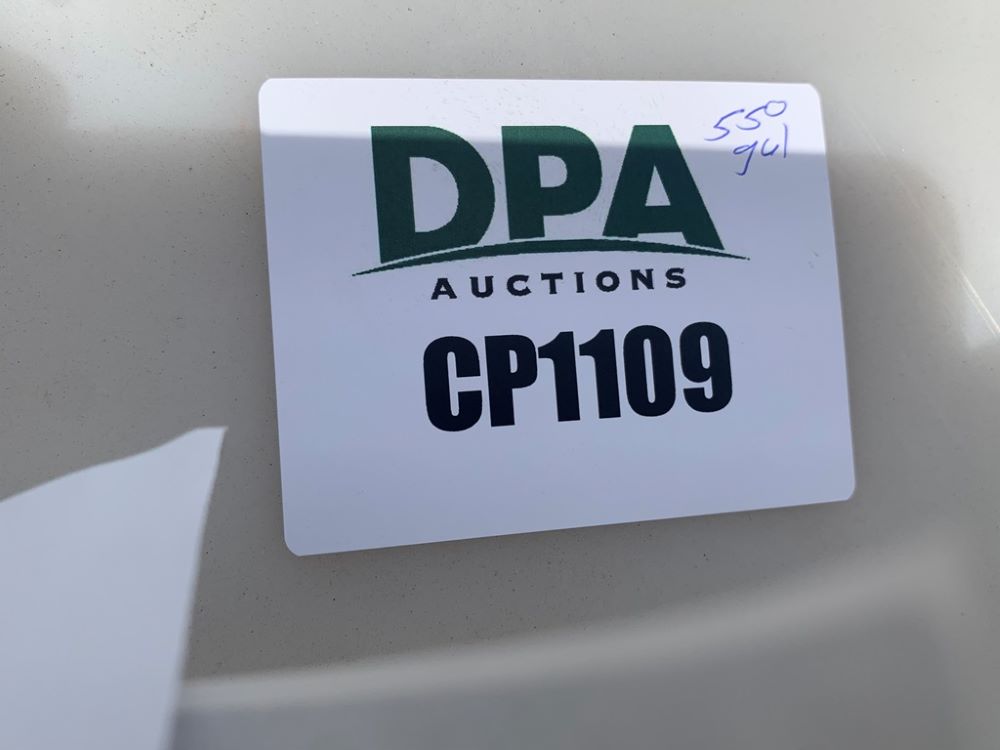 DPA
AUCTIONS
CP1109
550
gal